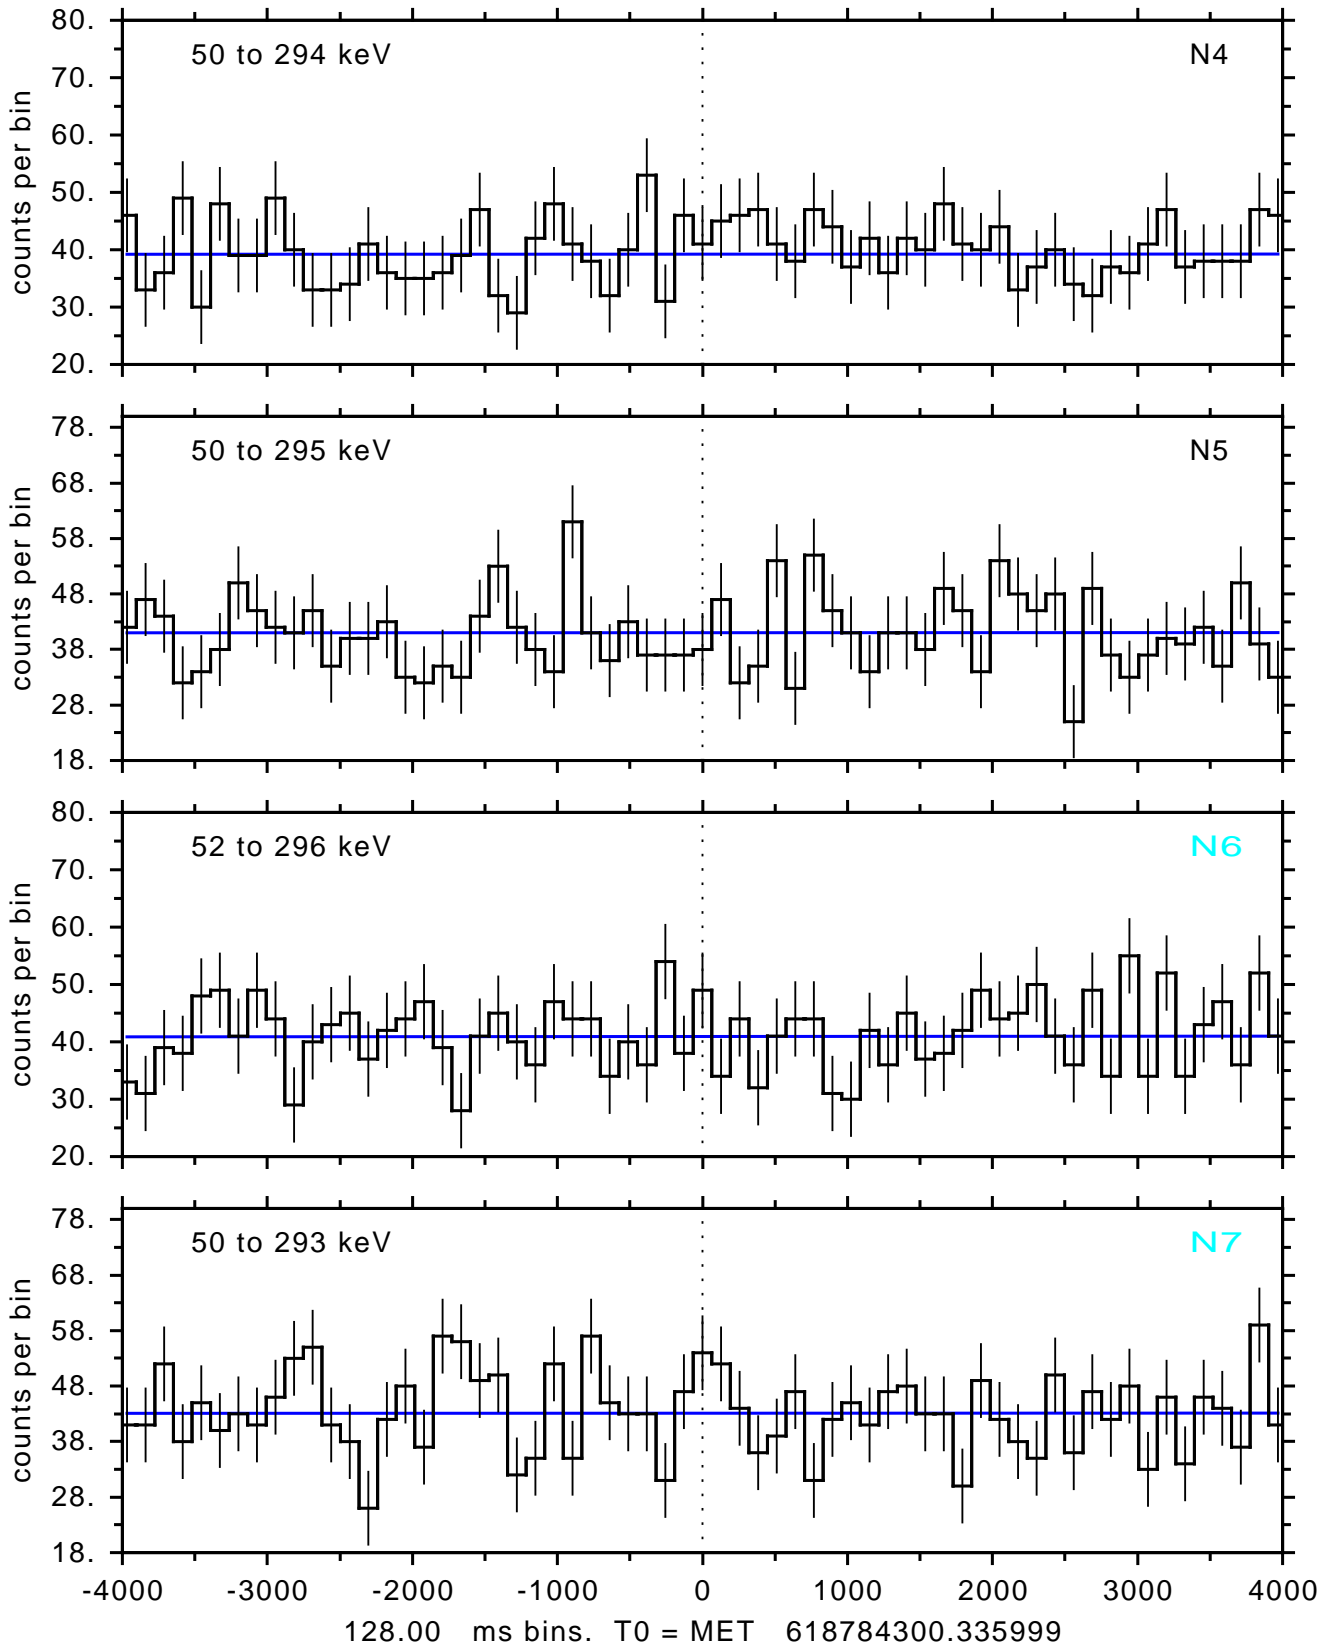 80.
50 to 294 keV N4
70.
60.
50.
40.
30.
20.
counts per bin
78.
50 to 295 keV N5
68.
58.
48.
38.
28.
18.
counts per bin
80.
52 to 296 keV N6
70.
60.
50.
40.
30.
20.
counts per bin
78.
50 to 293 keV N7
68.
58.
48.
38.
28.
18.
counts per bin
-4000 -3000 -2000 -1000 0 1000 2000 3000 4000
128.00 ms bins. T0 = MET 618784300.335999